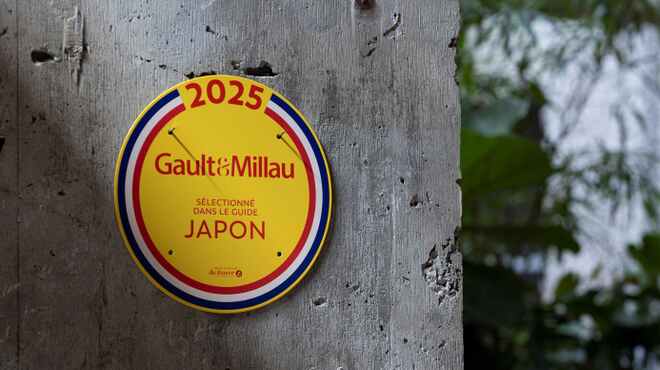 2025
Gault&Millau
SÉLECTIONNÉ
DANS LE GUIDE
JAPON